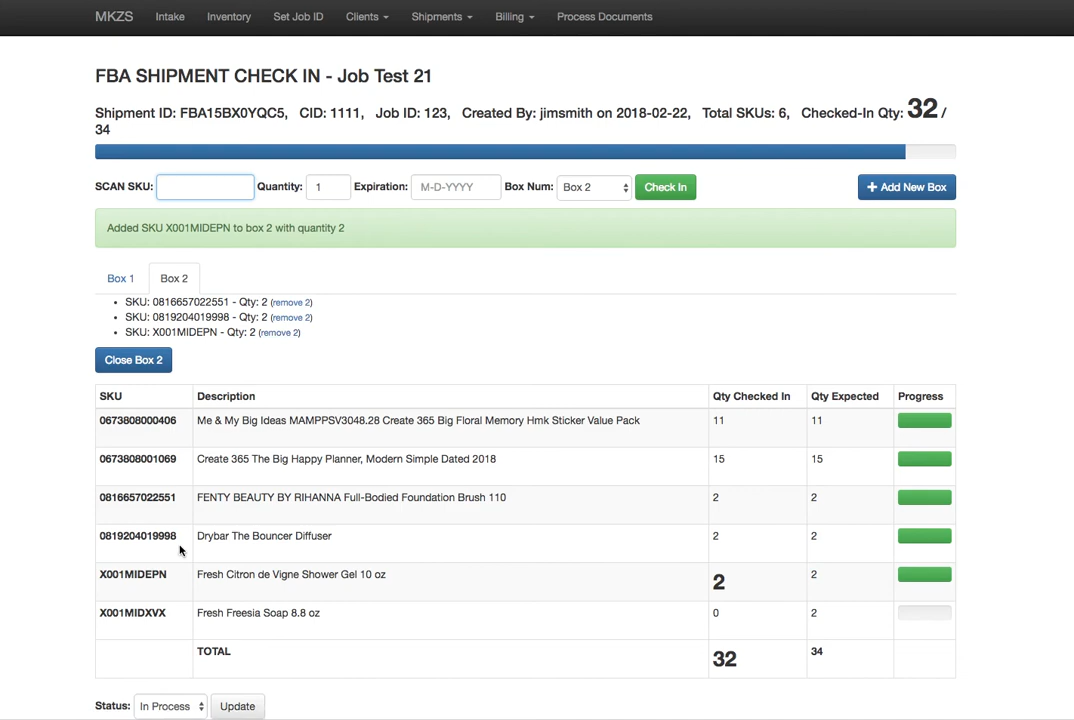 MKZS Intake Inventory Set Job ID Clients Shipments Billing Process Documents
FBA SHIPMENT CHECK IN - Job Test 21
Shipment ID: FBA15BX0YQC5, CID: 1111, Job ID: 123, Created By: jimsmith on 2018-02-22, Total SKUs: 6, Checked-In Qty: 32 /
34
SCAN SKU: Quantity: 1 Expiration: M-D-YYYY Box Num: Box 2 Check In + Add New Box
Added SKU X001MIDEPN to box 2 with quantity 2
Box 1 Box 2
• SKU: 0816657022551 - Qty: 2 (remove 2)
• SKU: 0819204019998 - Qty: 2 (remove 2)
• SKU: X001MIDEPN - Qty: 2 (remove 2)
Close Box 2
SKU Description Qty Checked In Qty Expected Progress
0673808000406 Me & My Big Ideas MAMPPSV3048.28 Create 365 Big Floral Memory Hmk Sticker Value Pack 11 11
0673808001069 Create 365 The Big Happy Planner, Modern Simple Dated 2018 15 15
0816657022551 FENTY BEAUTY BY RIHANNA Full-Bodied Foundation Brush 110 2 2
0819204019998 Drybar The Bouncer Diffuser 2 2
X001MIDEPN Fresh Citron de Vigne Shower Gel 10 oz 2 2
X001MIDXVX Fresh Freesia Soap 8.8 oz 0 2
TOTAL 32 34
Status: In Process Update